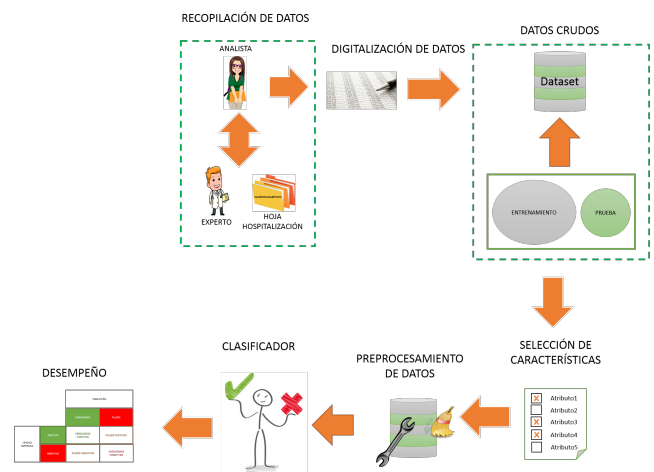 RECOPILACIÓN DE DATOS
ANALISTA
EXPERTO
HOJA
HOSPITALIZACIÓN
DIGITALIZACIÓN DE DATOS
DATOS CRUDOS
Dataset
ENTRENAMIENTO
PRUEBA
SELECCIÓN DE
CARACTERÍSTICAS
X Atributo1
Atributo2
X Atributo3
X Atributo4
Atributo5
PREPROCESAMIENTO
DE DATOS
CLASIFICADOR
DESEMPEÑO